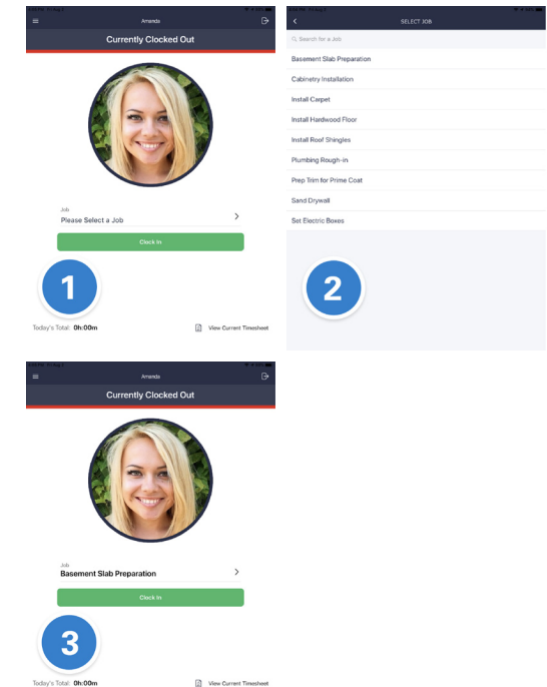 Amanda
Currently Clocked Out
Job
Please Select a Job
Clock In
1
Today's Total: 0h:00m
View Current Timesheet
SELECT JOB
Search for a Job
Basement Slab Preparation
Cabinetry Installation
Install Carpet
Install Hardwood Floor
Install Roof Shingles
Plumbing Rough-in
Prep Trim for Prime Coat
Sand Drywall
Set Electric Boxes
2
Amanda
Currently Clocked Out
Job
Basement Slab Preparation
Clock In
3
Today's Total: 0h:00m
View Current Timesheet